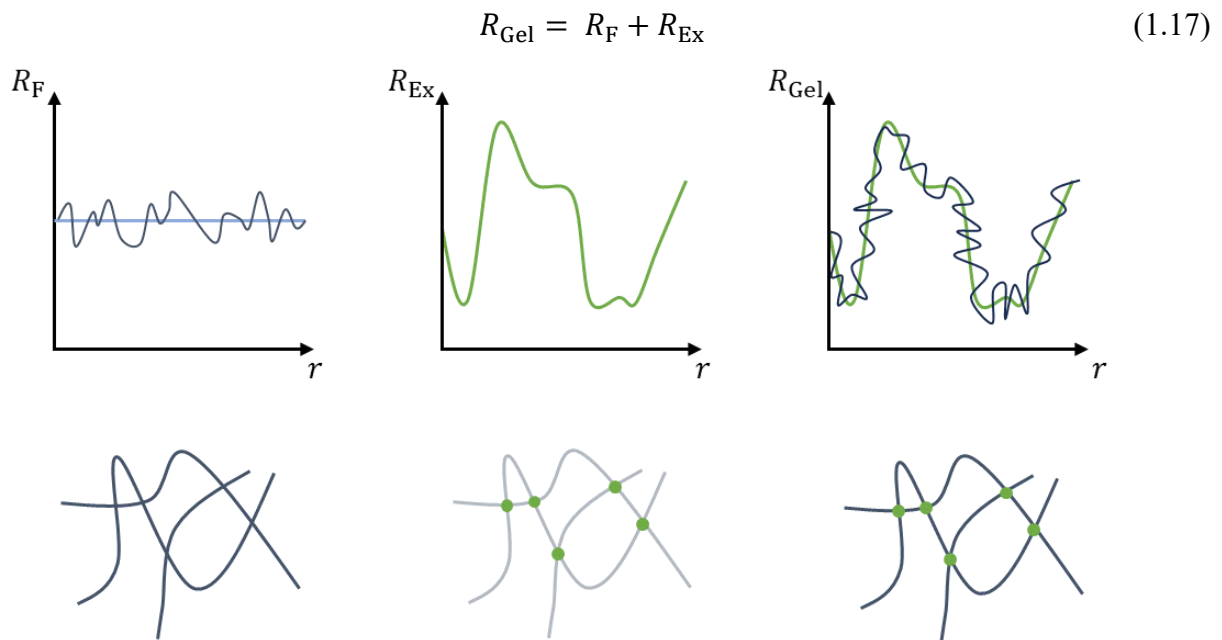 R_Gel = R_F + R_Ex (1.17)
R_F R_Ex R_Gel
r r r